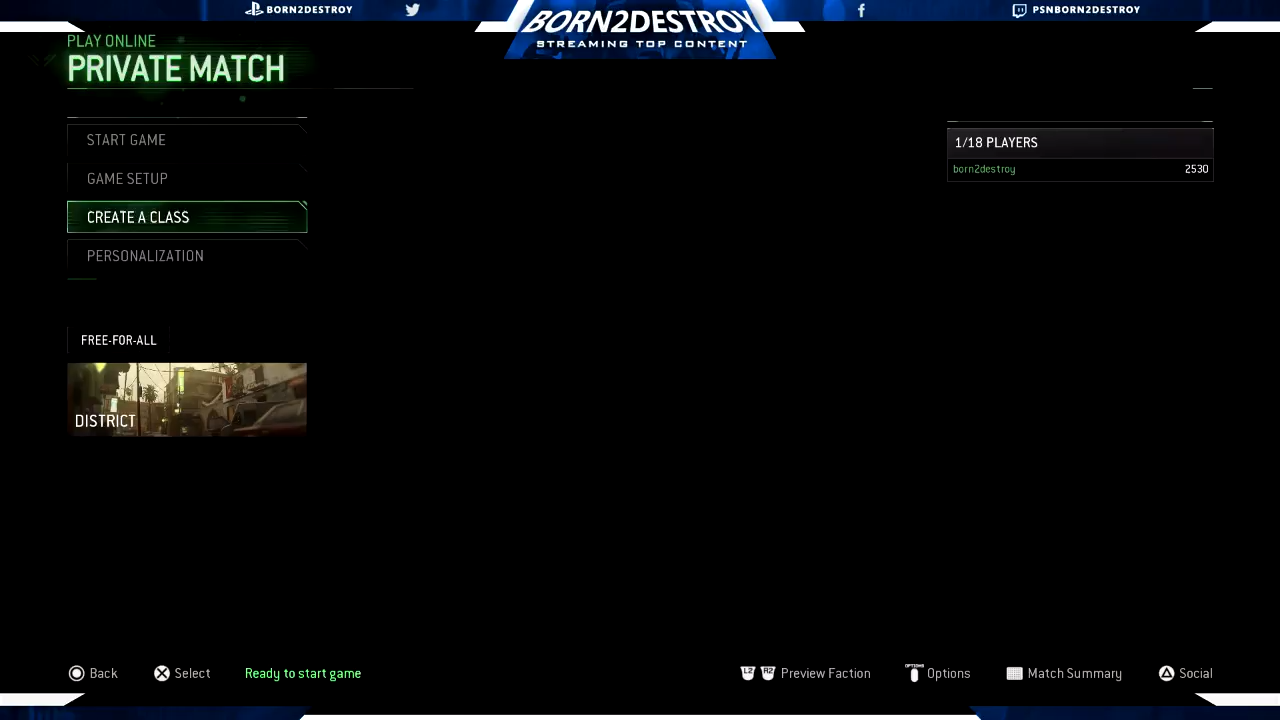 BORN2DESTROY
BORN2DESTROY
STREAMING TOP CONTENT
PSNBORN2DESTROY
PLAY ONLINE
PRIVATE MATCH
START GAME
GAME SETUP
CREATE A CLASS
PERSONALIZATION
1/18 PLAYERS
born2destroy 2530
FREE-FOR-ALL
DISTRICT
Back
Select
Ready to start game
L2 R2 Preview Faction
OPTIONS Options
Match Summary
Social